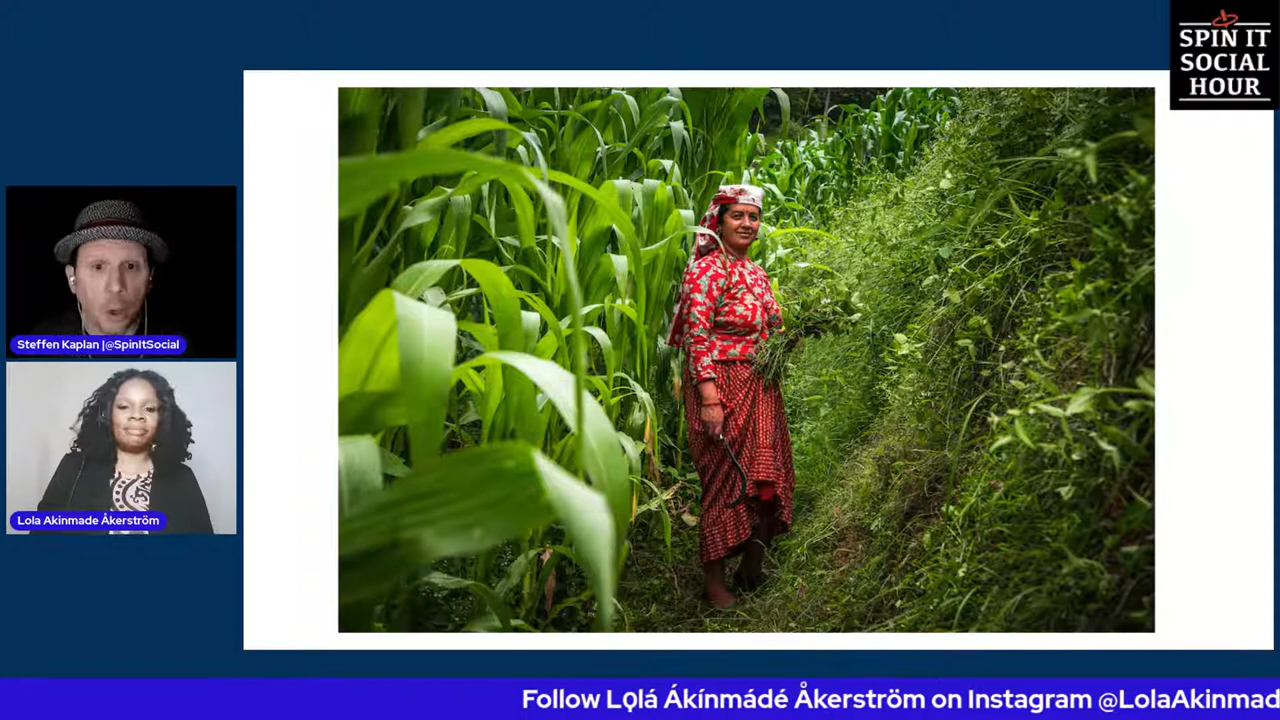 SPIN IT
SOCIAL
HOUR
Steffen Kaplan |@SpinItSocial
Lola Akinmade Åkerström
Follow Lọlá Ákínmádé Åkerström on Instagram @LolaAkinmad